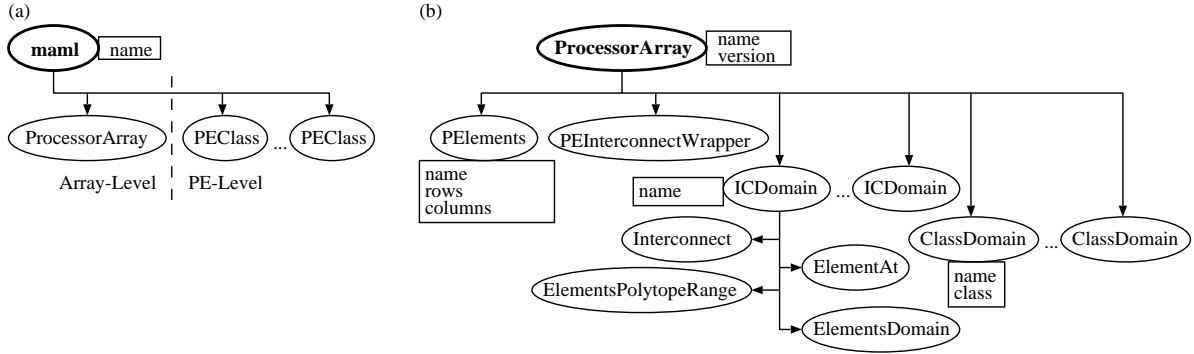 (a)
maml
name
ProcessorArray
PEClass
...
PEClass
Array-Level
PE-Level
(b)
ProcessorArray
name
version
PElements
PEInterconnectWrapper
name
rows
columns
name
ICDomain
...
ICDomain
Interconnect
ClassDomain
...
ClassDomain
ElementAt
name
class
ElementsPolytopeRange
ElementsDomain